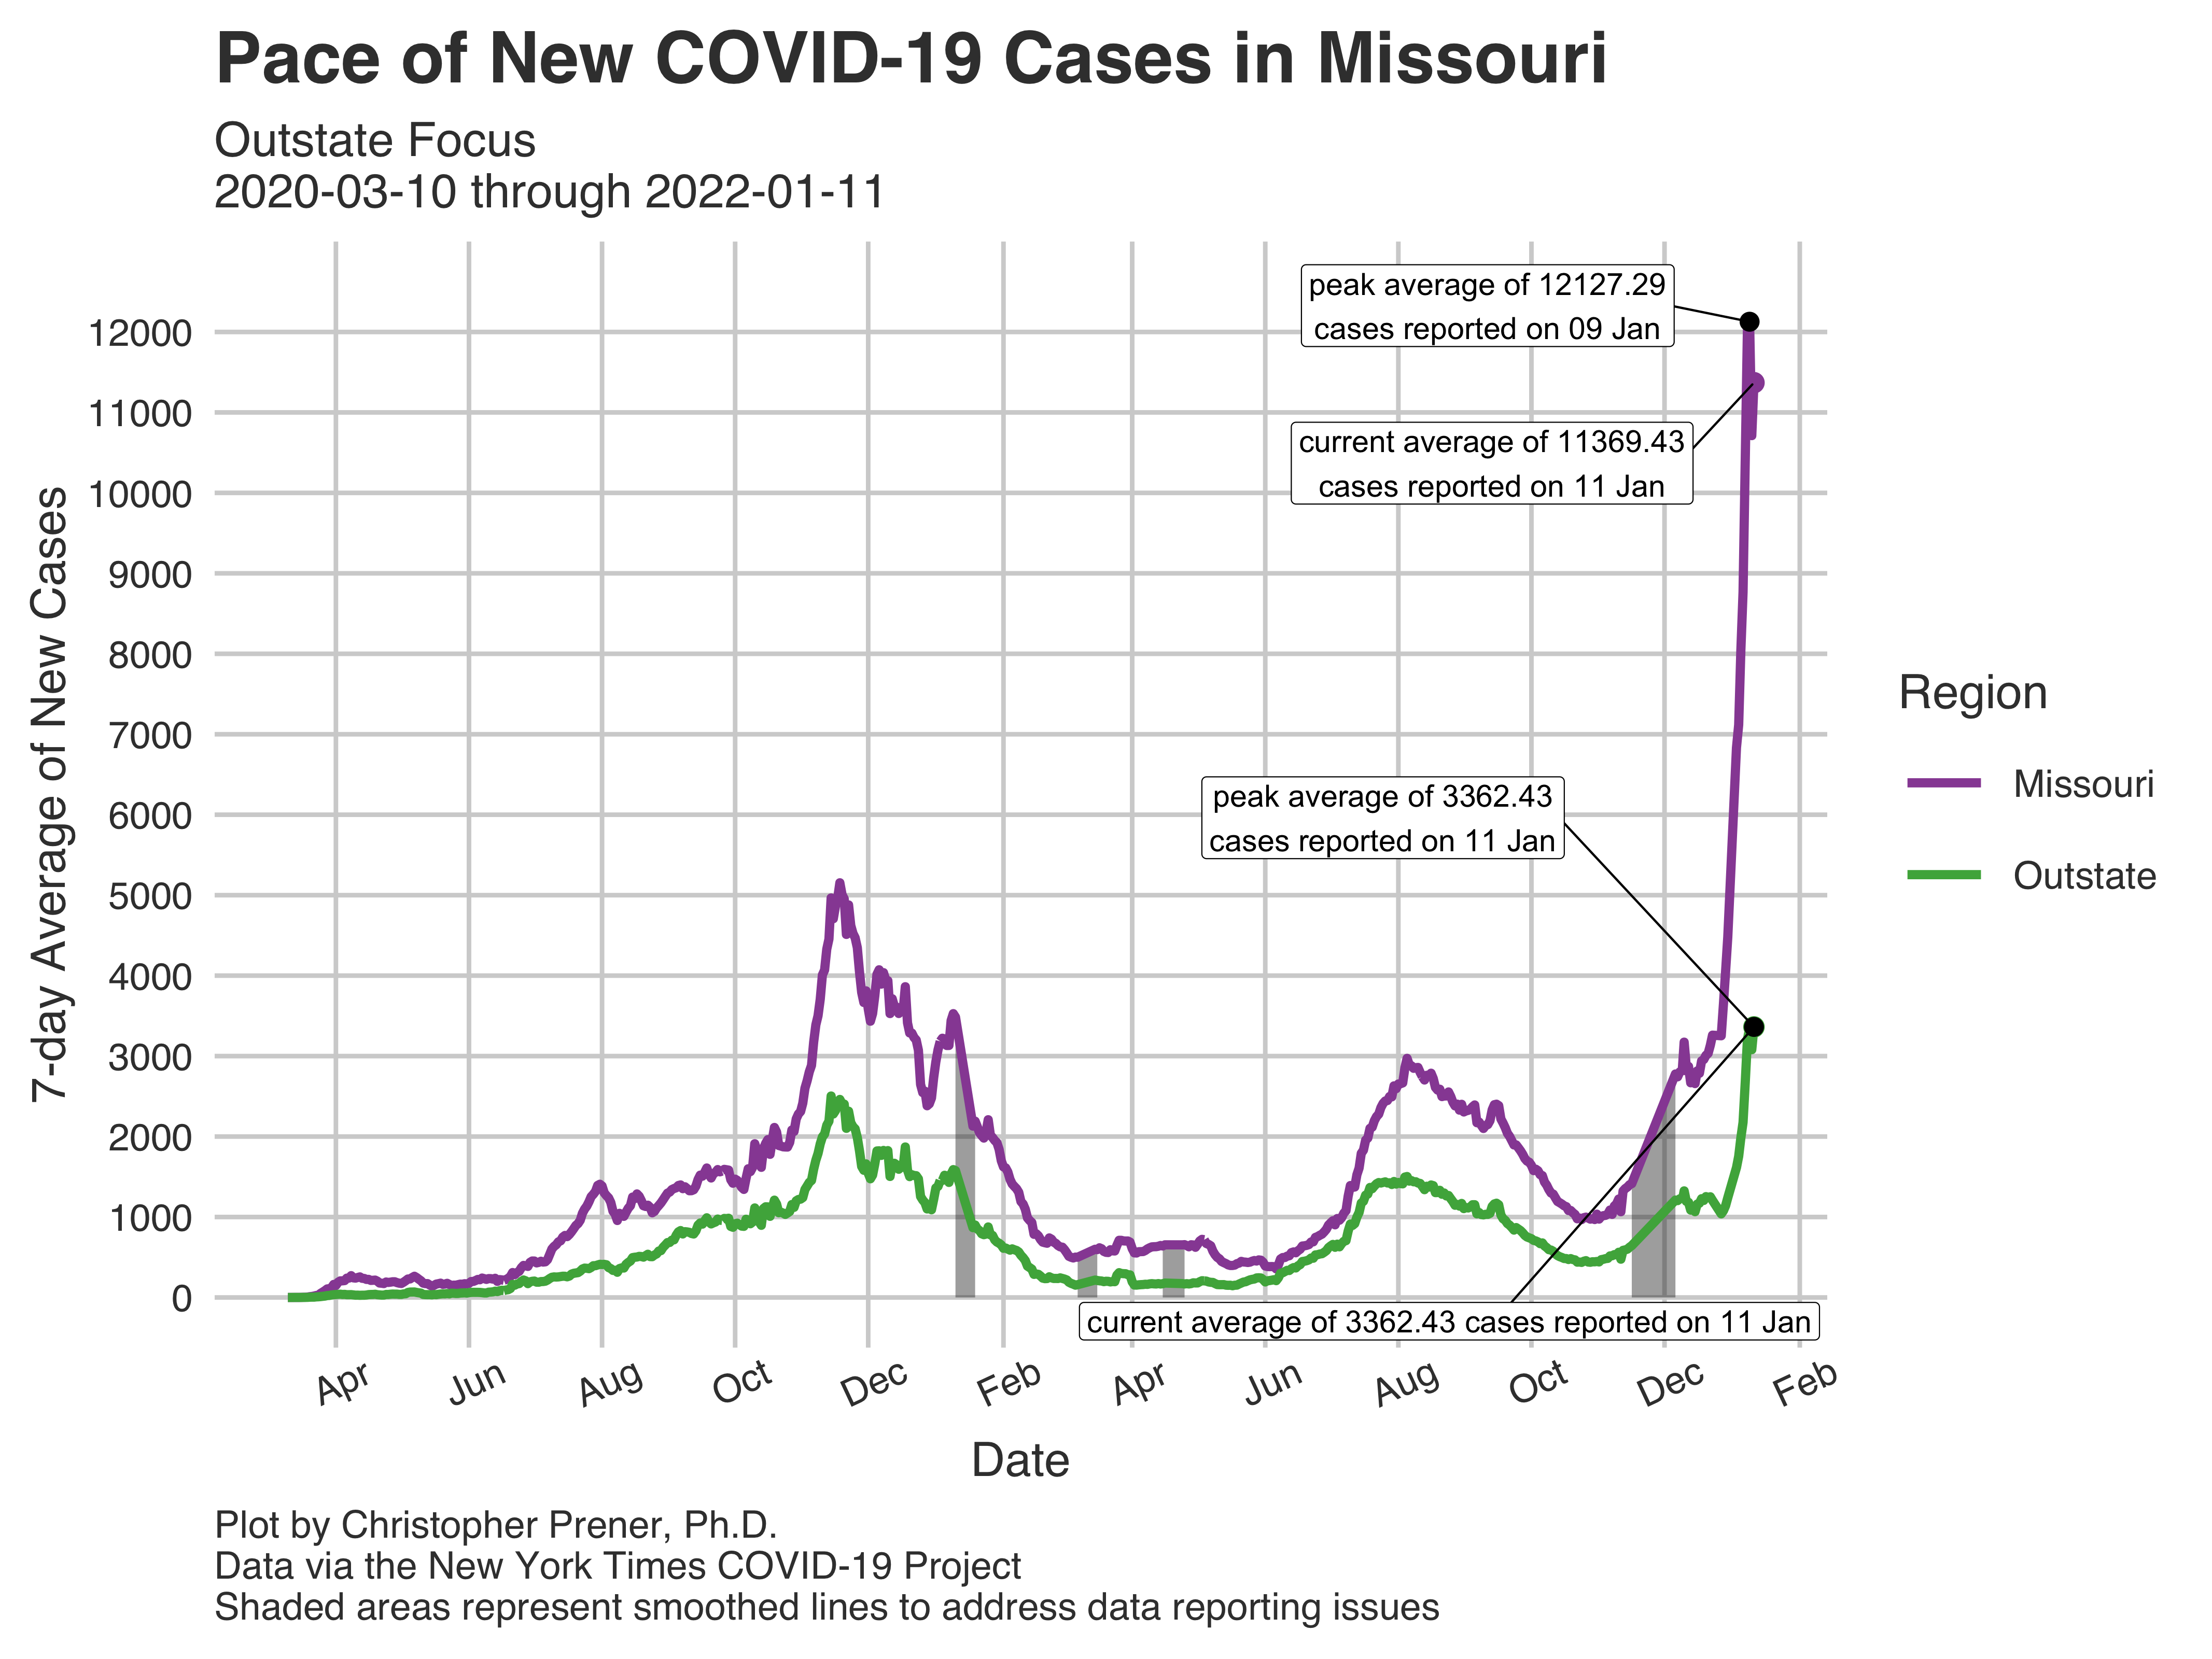 Pace of New COVID-19 Cases in Missouri
Outstate Focus
2020-03-10 through 2022-01-11
7-day Average of New Cases
12000
11000
10000
9000
8000
7000
6000
5000
4000
3000
2000
1000
0
peak average of 12127.29
cases reported on 09 Jan
current average of 11369.43
cases reported on 11 Jan
peak average of 3362.43
cases reported on 11 Jan
current average of 3362.43 cases reported on 11 Jan
Apr
Jun
Aug
Oct
Dec
Feb
Apr
Jun
Aug
Oct
Dec
Feb
Date
Region
Missouri
Outstate
Plot by Christopher Prener, Ph.D.
Data via the New York Times COVID-19 Project
Shaded areas represent smoothed lines to address data reporting issues